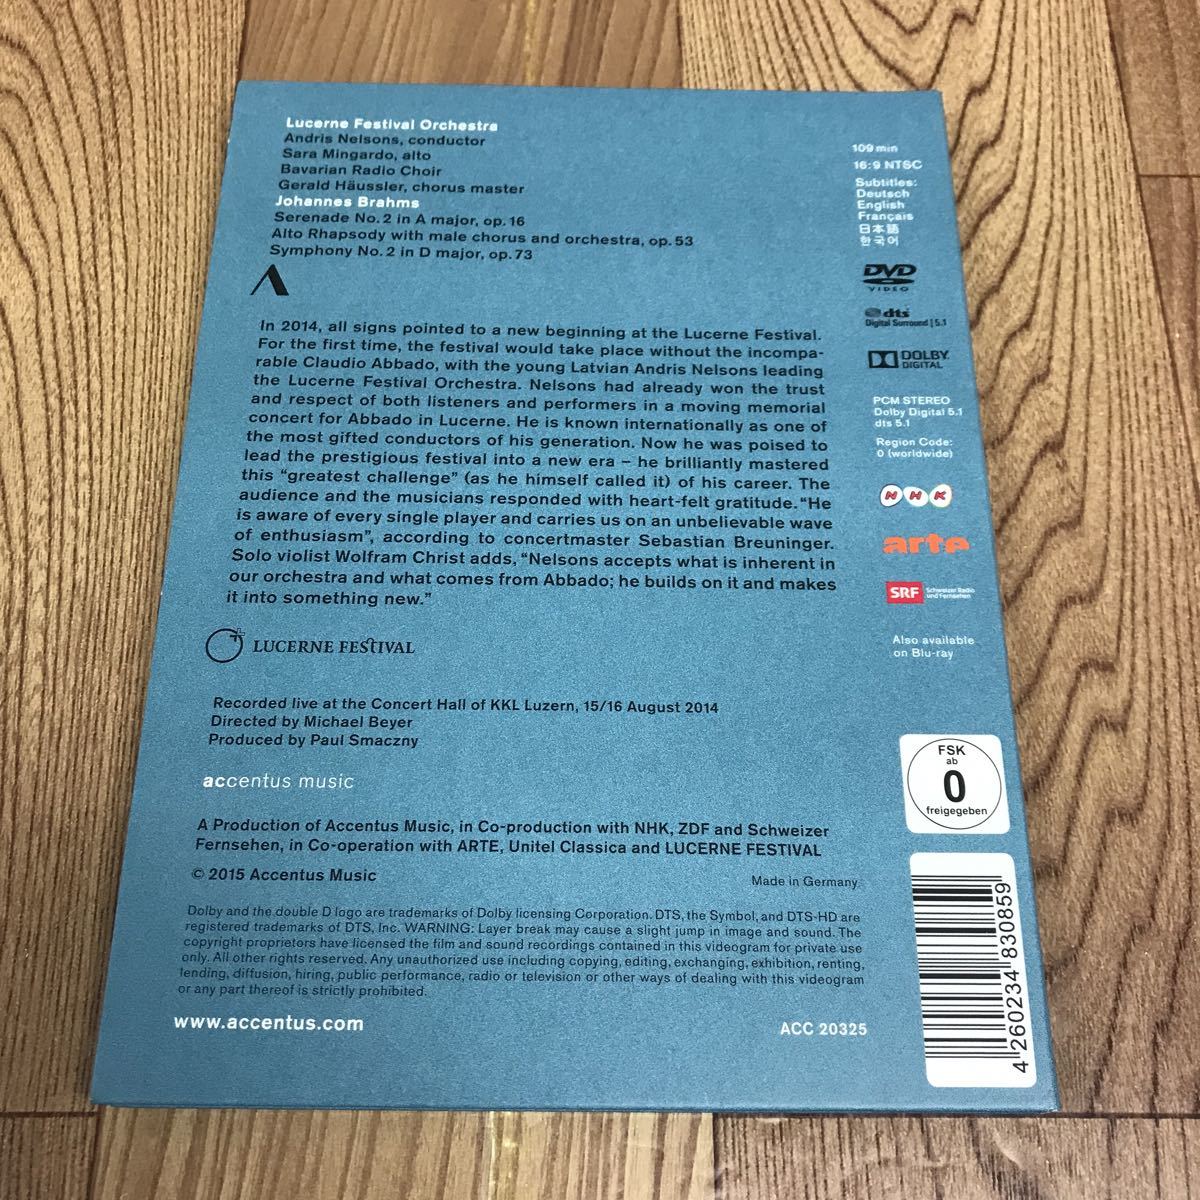 Lucerne Festival Orchestra
Andris Nelsons, conductor
Sara Mingardo, alto
Bavarian Radio Choir
Gerald Häussler, chorus master
Johannes Brahms
Serenade No. 2 in A major, op. 16
Alto Rhapsody with male chorus and orchestra, op. 53
Symphony No. 2 in D major, op. 73
In 2014, all signs pointed to a new beginning at the Lucerne Festival.
For the first time, the festival would take place without the incompa-
rable Claudio Abbado, with the young Latvian Andris Nelsons leading
the Lucerne Festival Orchestra. Nelsons had already won the trust
and respect of both listeners and performers in a moving memorial
concert for Abbado in Lucerne. He is known internationally as one of
the most gifted conductors of his generation. Now he was poised to
lead the prestigious festival into a new era – he brilliantly mastered
this “greatest challenge” (as he himself called it) of his career. The
audience and the musicians responded with heart-felt gratitude. “He
is aware of every single player and carries us on an unbelievable wave
of enthusiasm”, according to concertmaster Sebastian Breuninger.
Solo violist Wolfram Christ adds, “Nelsons accepts what is inherent in
our orchestra and what comes from Abbado; he builds on it and makes
it into something new.”
LUCERNE FESTIVAL
Recorded live at the Concert Hall of KKL Luzern, 15/16 August 2014
Directed by Michael Beyer
Produced by Paul Smaczny
accentus music
A Production of Accentus Music, in Co-production with NHK, ZDF and Schweizer
Fernsehen, in Co-operation with ARTE, Unitel Classica and LUCERNE FESTIVAL
© 2015 Accentus Music
Made in Germany
Dolby and the double D logo are trademarks of Dolby licensing Corporation. DTS, the Symbol, and DTS-HD are
registered trademarks of DTS, Inc. WARNING: Layer break may cause a slight jump in image and sound. The
copyright proprietors have licensed the film and sound recordings contained in this videogram for private use
only. All other rights reserved. Any unauthorized use including copying, editing, exchanging, exhibition, renting,
lending, diffusion, hiring, public performance, radio or television or other ways of dealing with this videogram
or any part thereof is strictly prohibited.
www.accentus.com
ACC 20325
109 min
16:9 NTSC
Subtitles:
Deutsch
English
Français
日本語
한국어
DVD
VIDEO
dts
Digital Surround | 5.1
DOLBY
DIGITAL
PCM STEREO
Dolby Digital 5.1
dts 5.1
Region Code:
0 (worldwide)
NHK
arte
SRF Schweizer Radio
und Fernsehen
Also available
on Blu-ray
FSK
ab
0
freigegeben
4 260234 830859